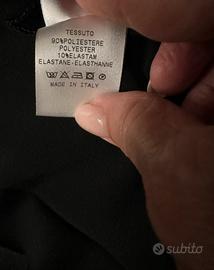 TESSUTO
90%POLIESTERE
POLYESTER
10%ELASTAM
ELASTANE-ELASTHANNE
MADE IN ITALY
subito